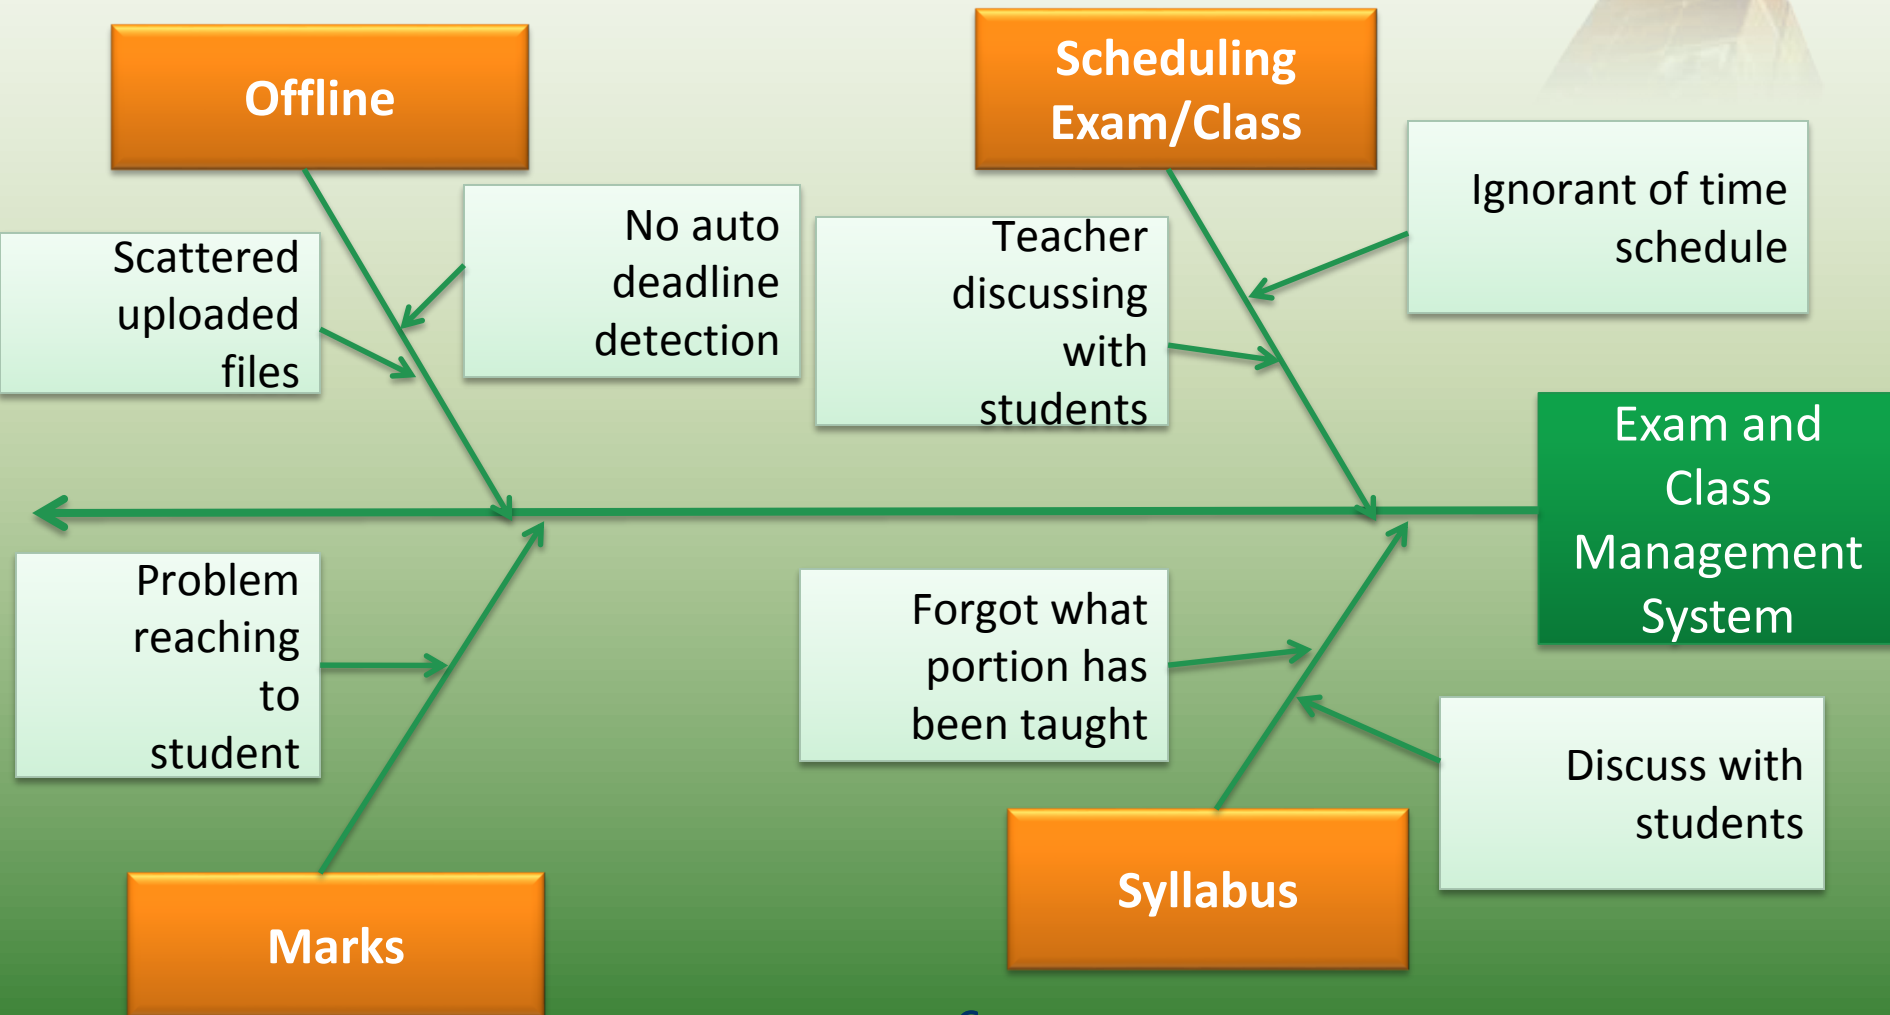 Offline
Scheduling
Exam/Class
Scattered
uploaded
files
No auto
deadline
detection
Teacher
discussing
with
students
Ignorant of time
schedule
Exam and
Class
Management
System
Problem
reaching
to
student
Forgot what
portion has
been taught
Discuss with
students
Marks
Syllabus